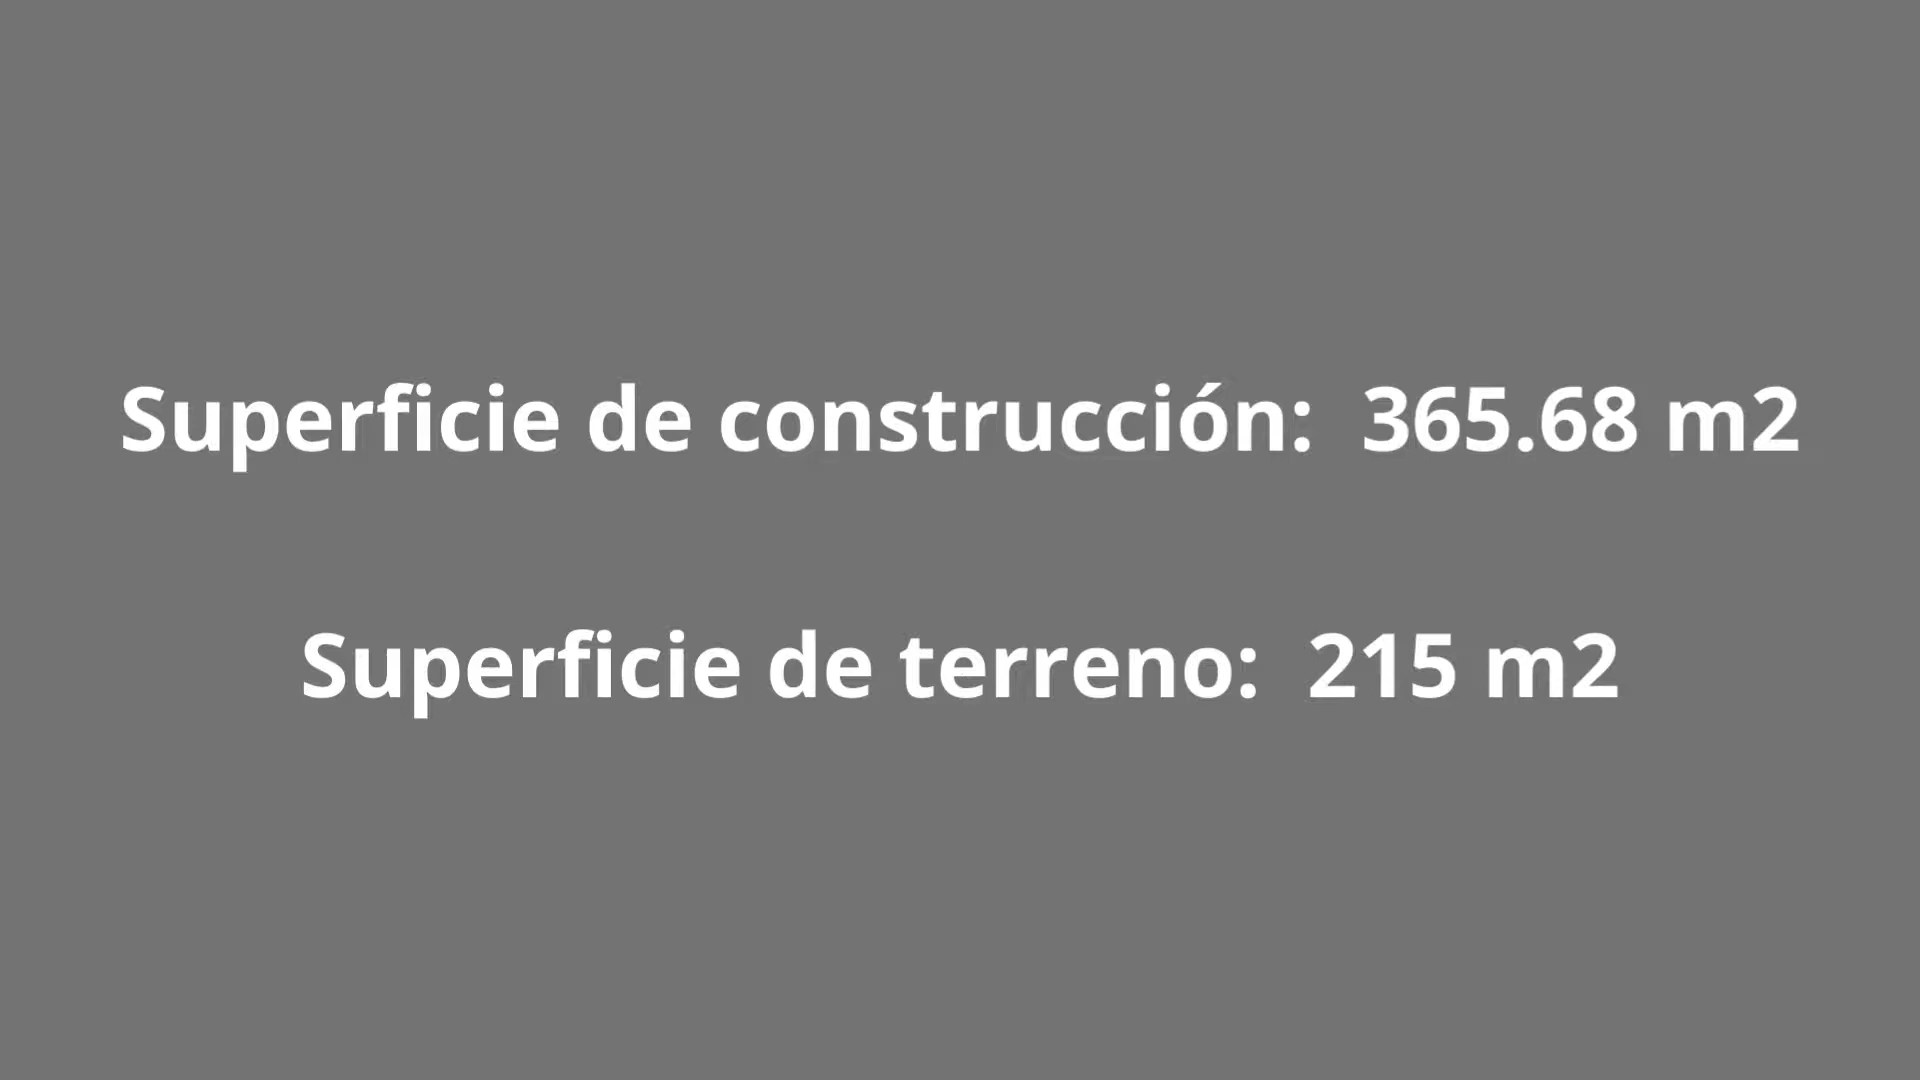 Superficie de construcción:  365.68 m2
Superficie de terreno:  215 m2